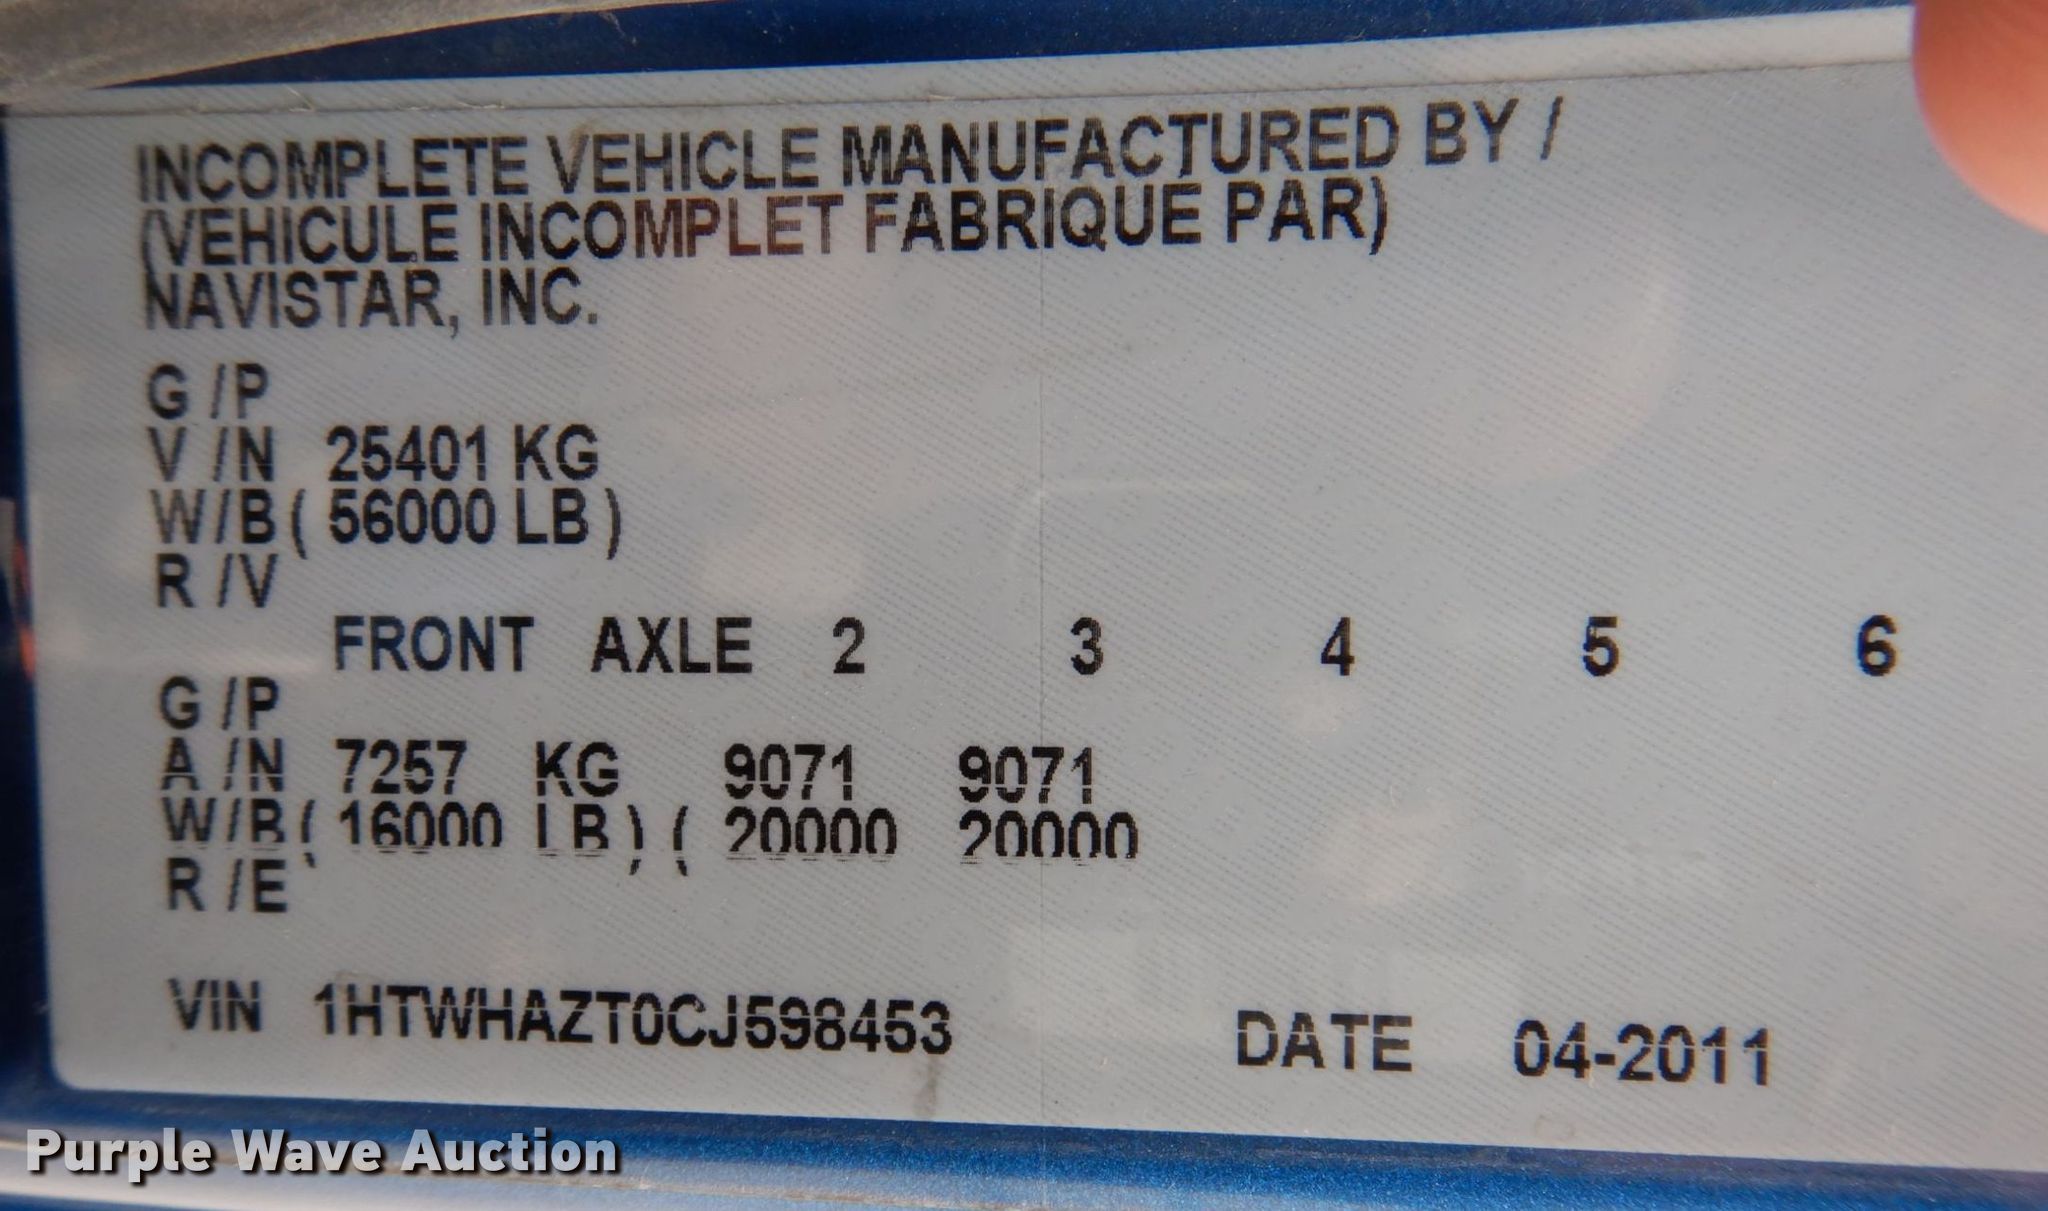 INCOMPLETE VEHICLE MANUFACTURED BY /
(VEHICULE INCOMPLET FABRIQUE PAR)
NAVISTAR, INC.
G /P
V /N 25401 KG
W/B ( 56000 LB )
R /V
FRONT AXLE 2 3 4 5 6
G /P
A /N 7257 KG 9071 9071
W/B ( 16000 LB ) ( 20000 20000
R /E
VIN 1HTWHAZT0CJ598453 DATE 04-2011
Purple Wave Auction